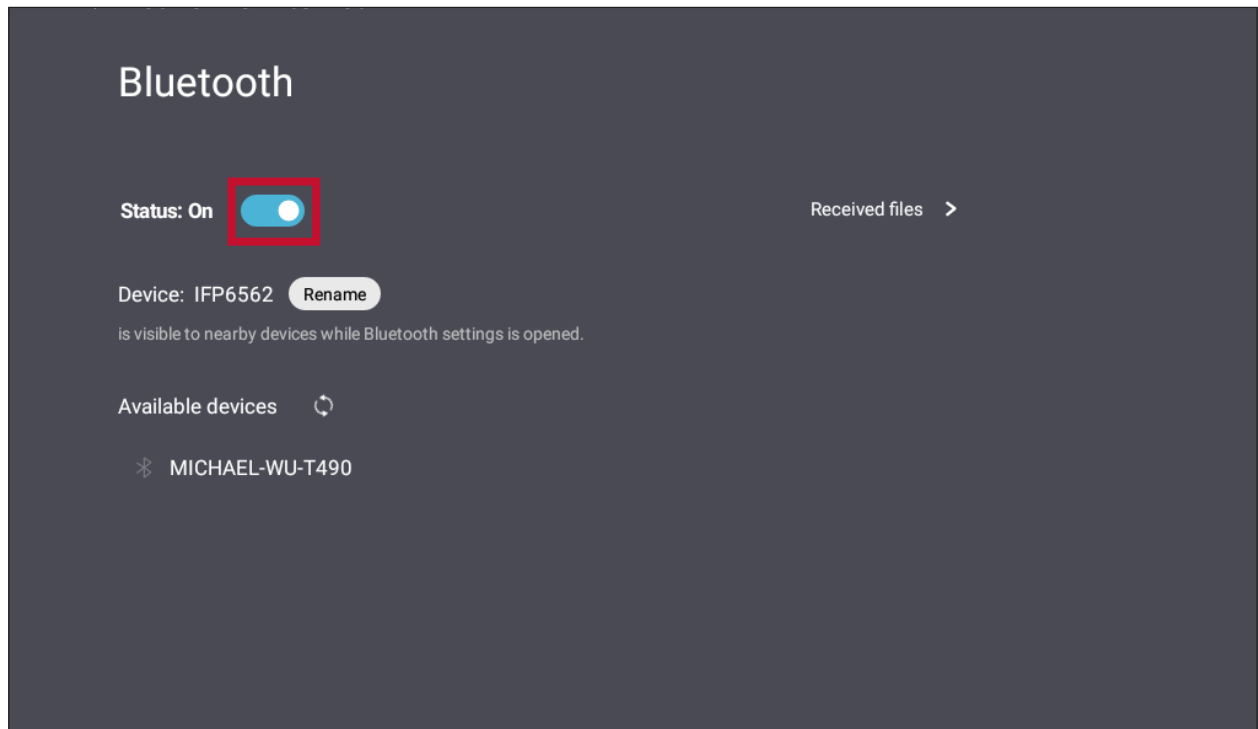 Bluetooth
Status: On
Received files
Device: IFP6562 Rename
is visible to nearby devices while Bluetooth settings is opened.
Available devices
MICHAEL-WU-T490